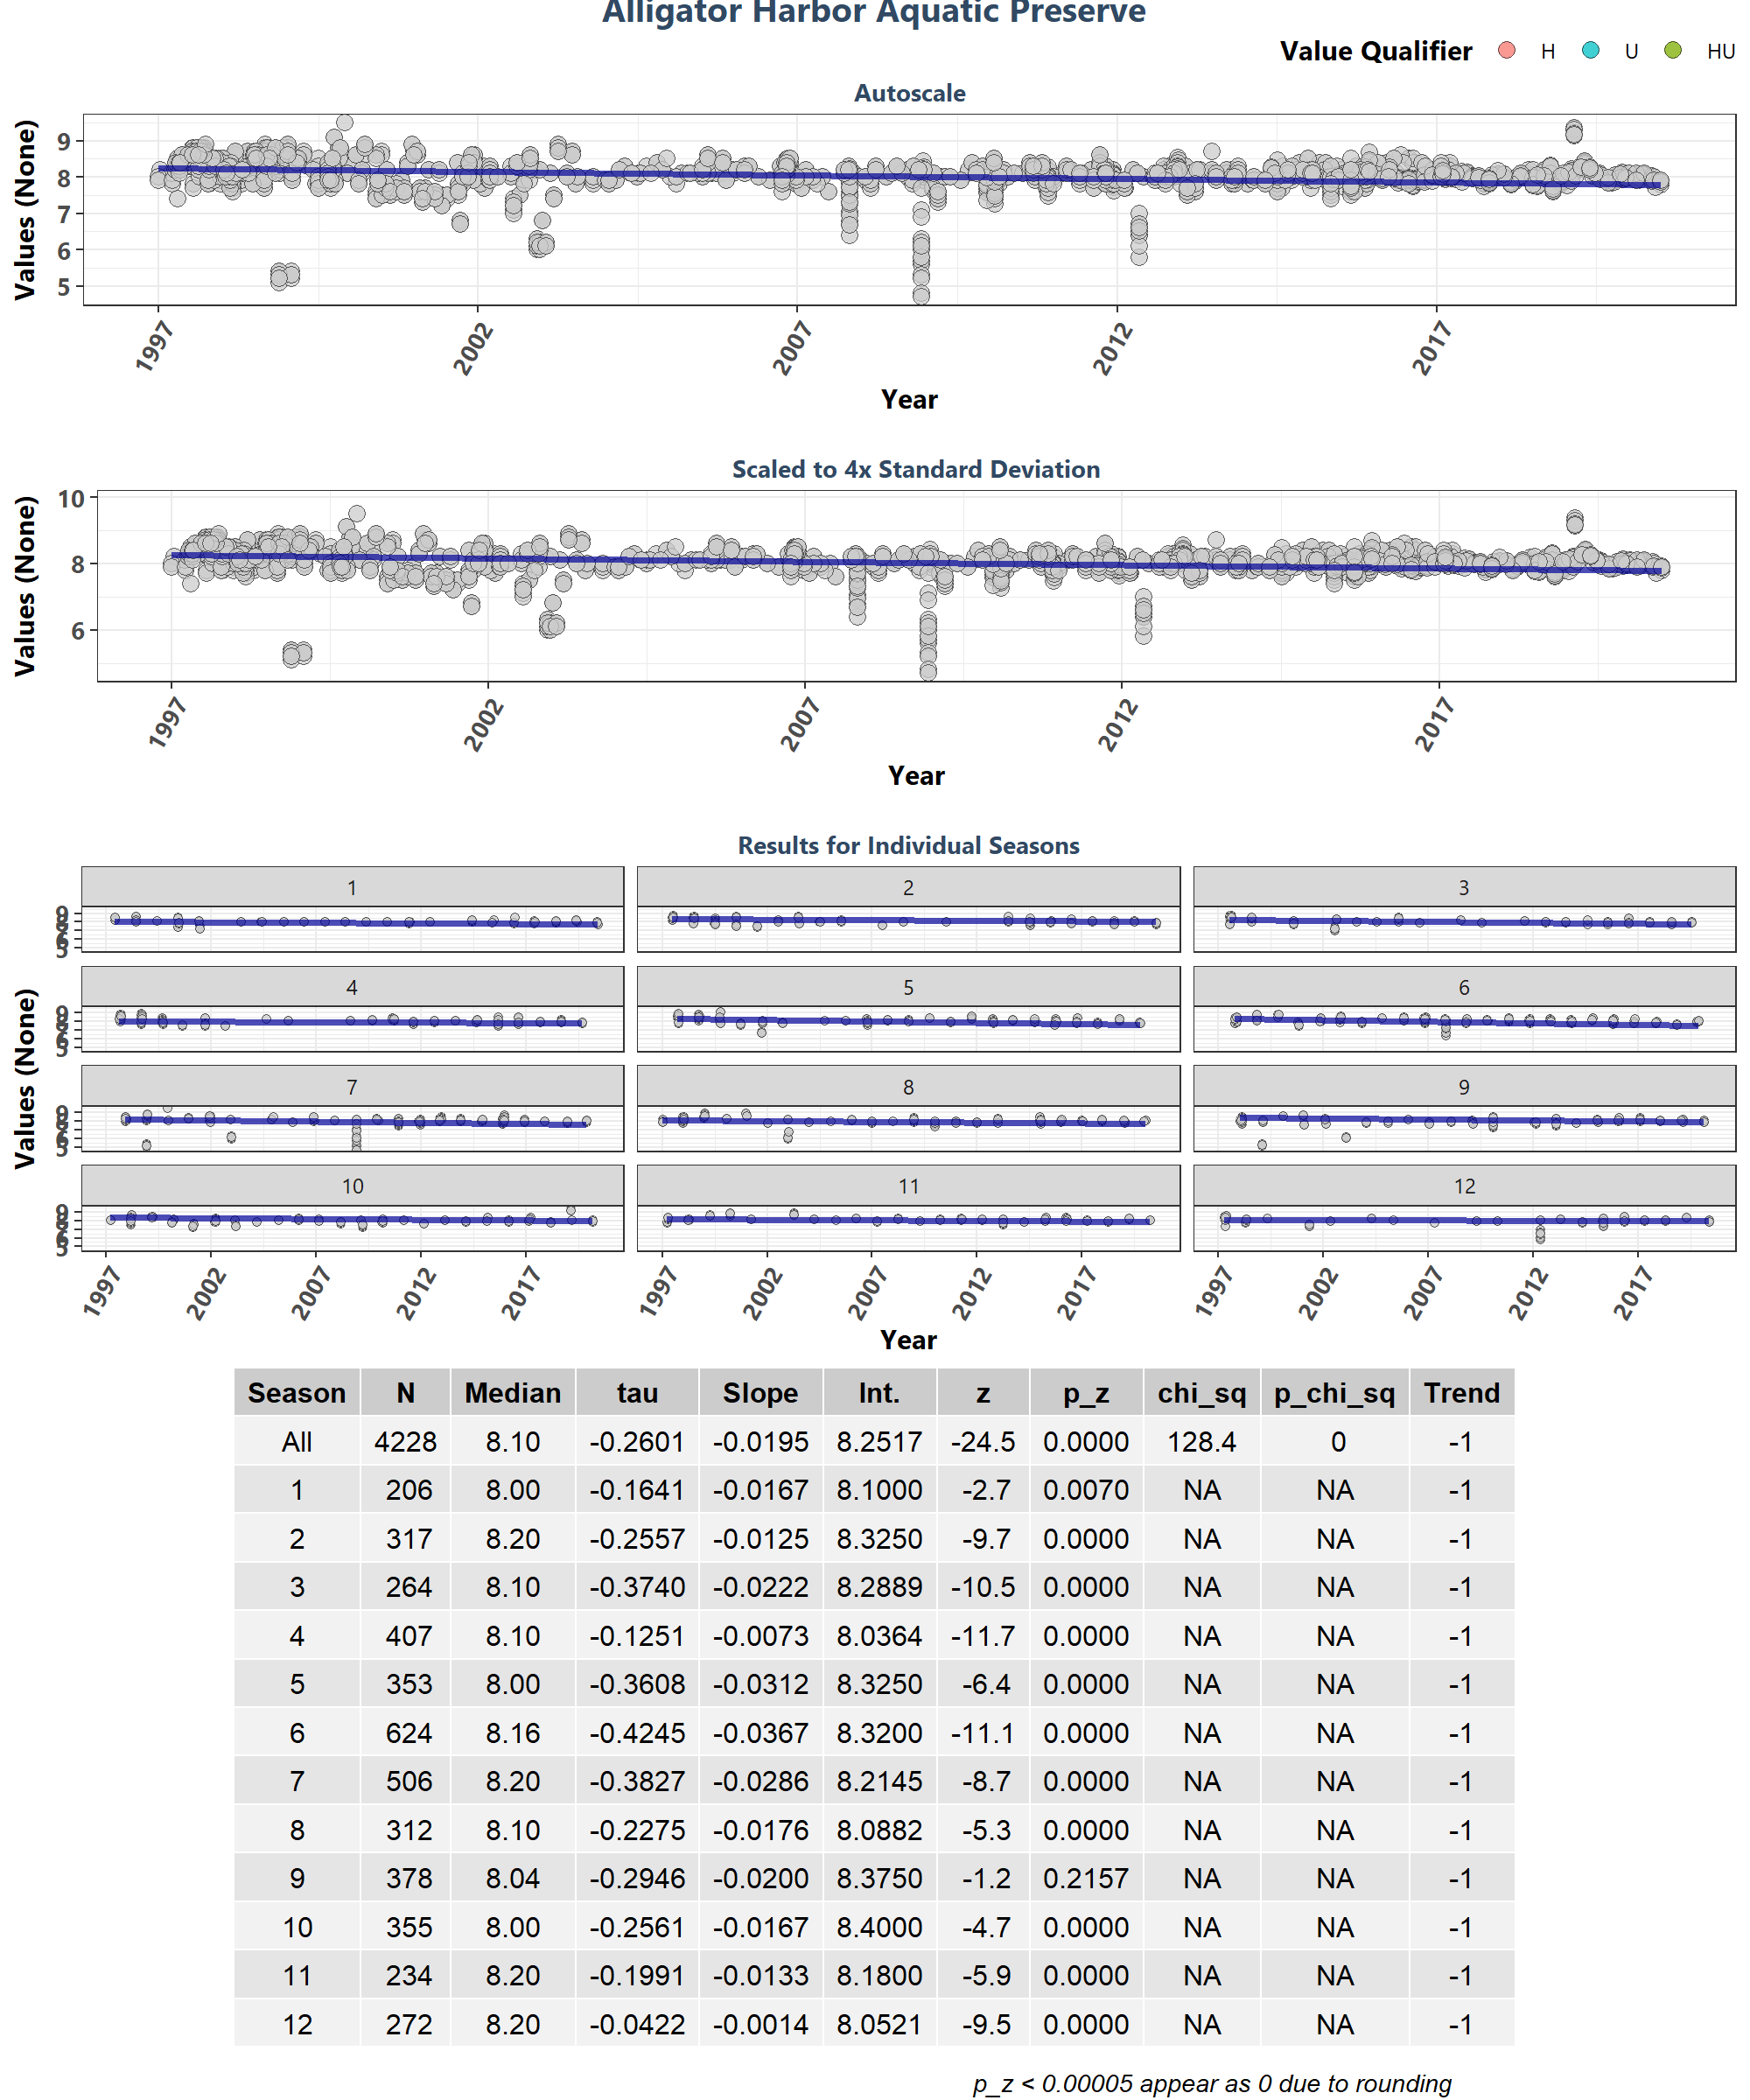 Alligator Harbor Aquatic Preserve
Value Qualifier H U HU
Autoscale
Values (None)
9
8
7
6
5
1997 2002 2007 2012 2017
Year
Scaled to 4x Standard Deviation
Values (None)
10
8
6
1997 2002 2007 2012 2017
Year
Results for Individual Seasons
Values (None)
1 2 3
9
8
6
5
4 5 6
9
8
6
5
7 8 9
9
8
6
5
10 11 12
9
8
6
5
1997 2002 2007 2012 2017 1997 2002 2007 2012 2017 1997 2002 2007 2012 2017
Year
Season N Median tau Slope Int. z p_z chi_sq p_chi_sq Trend
All 4228 8.10 -0.2601 -0.0195 8.2517 -24.5 0.0000 128.4 0 -1
1 206 8.00 -0.1641 -0.0167 8.1000 -2.7 0.0070 NA NA -1
2 317 8.20 -0.2557 -0.0125 8.3250 -9.7 0.0000 NA NA -1
3 264 8.10 -0.3740 -0.0222 8.2889 -10.5 0.0000 NA NA -1
4 407 8.10 -0.1251 -0.0073 8.0364 -11.7 0.0000 NA NA -1
5 353 8.00 -0.3608 -0.0312 8.3250 -6.4 0.0000 NA NA -1
6 624 8.16 -0.4245 -0.0367 8.3200 -11.1 0.0000 NA NA -1
7 506 8.20 -0.3827 -0.0286 8.2145 -8.7 0.0000 NA NA -1
8 312 8.10 -0.2275 -0.0176 8.0882 -5.3 0.0000 NA NA -1
9 378 8.04 -0.2946 -0.0200 8.3750 -1.2 0.2157 NA NA -1
10 355 8.00 -0.2561 -0.0167 8.4000 -4.7 0.0000 NA NA -1
11 234 8.20 -0.1991 -0.0133 8.1800 -5.9 0.0000 NA NA -1
12 272 8.20 -0.0422 -0.0014 8.0521 -9.5 0.0000 NA NA -1
p_z < 0.00005 appear as 0 due to rounding